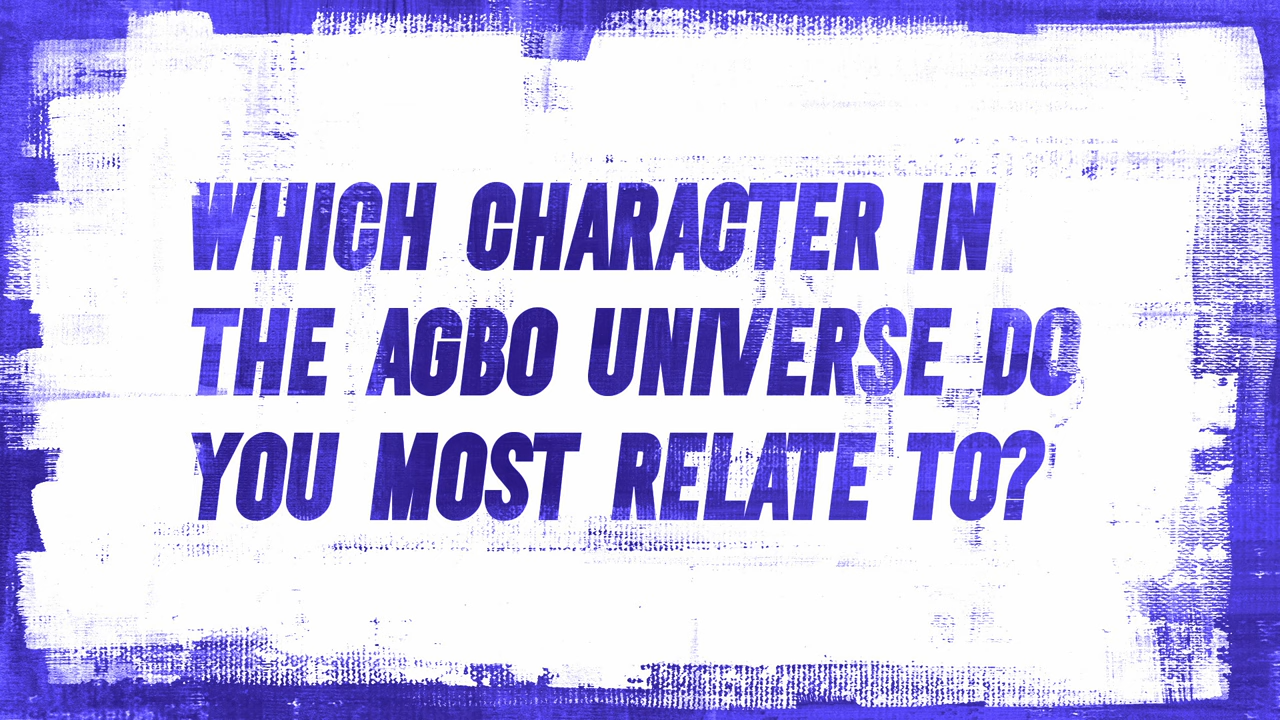 WHICH CHARACTER IN
THE AGBO UNIVERSE DO
YOU MOST RELATE TO?